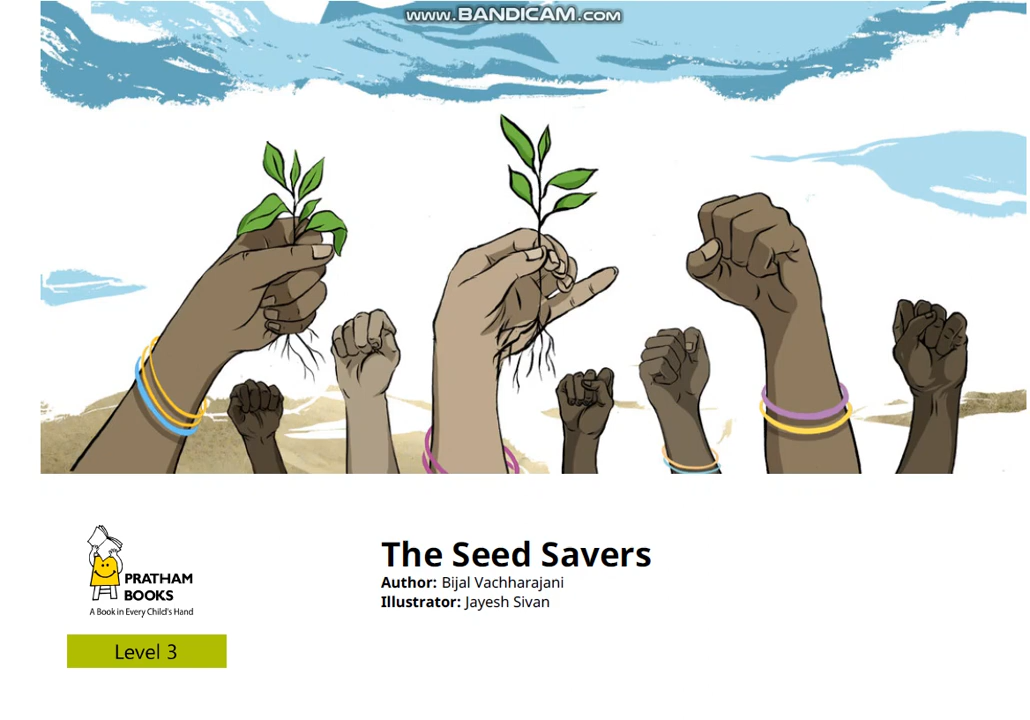 www.BANDICAM.com
PRATHAM
BOOKS
A Book in Every Child's Hand
Level 3
The Seed Savers
Author: Bijal Vachharajani
Illustrator: Jayesh Sivan